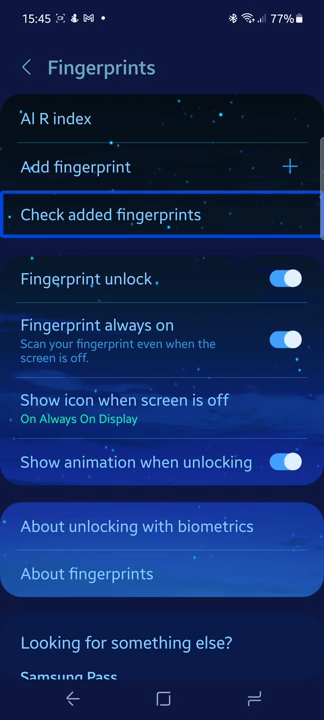 15:45 77%
Fingerprints
Al R index
Add fingerprint
Check added fingerprints
Fingerprint unlock
Fingerprint always on
Scan your fingerprint even when the
screen is off.
Show icon when screen is off
On Always On Display
Show animation when unlocking
About unlocking with biometrics
About fingerprints
Looking for something else?
Samsung Pass